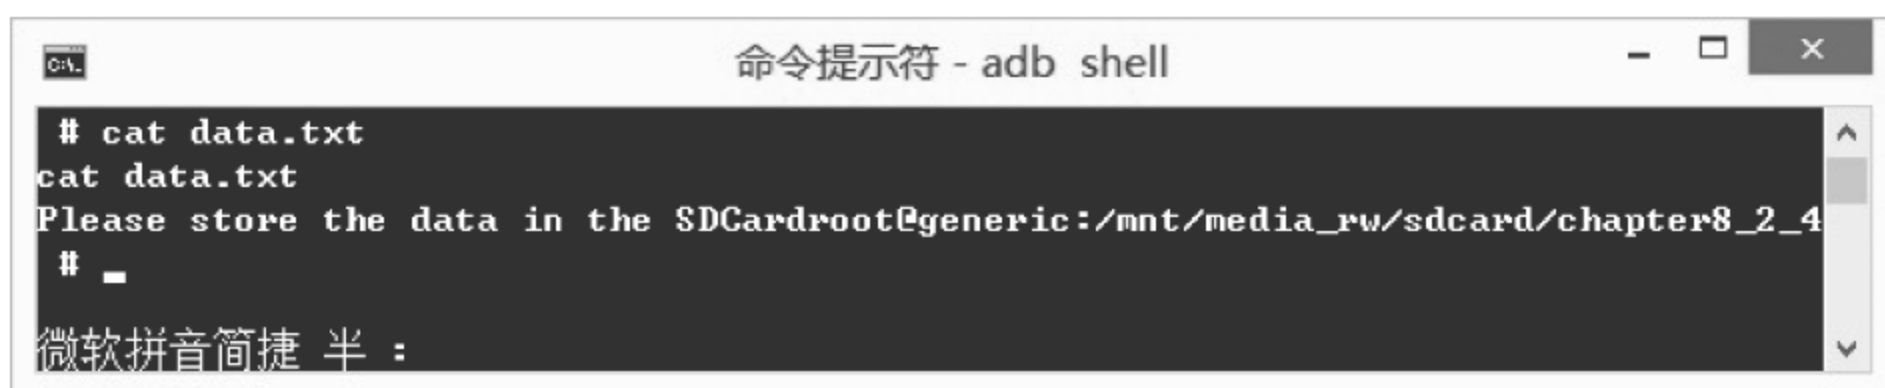 命令提示符 - adb shell
# cat data.txt
cat data.txt
Please store the data in the SDCardroot@generic:/mnt/media_rw/sdcard/chapter8_2_4
# _
微软拼音简捷 半 :